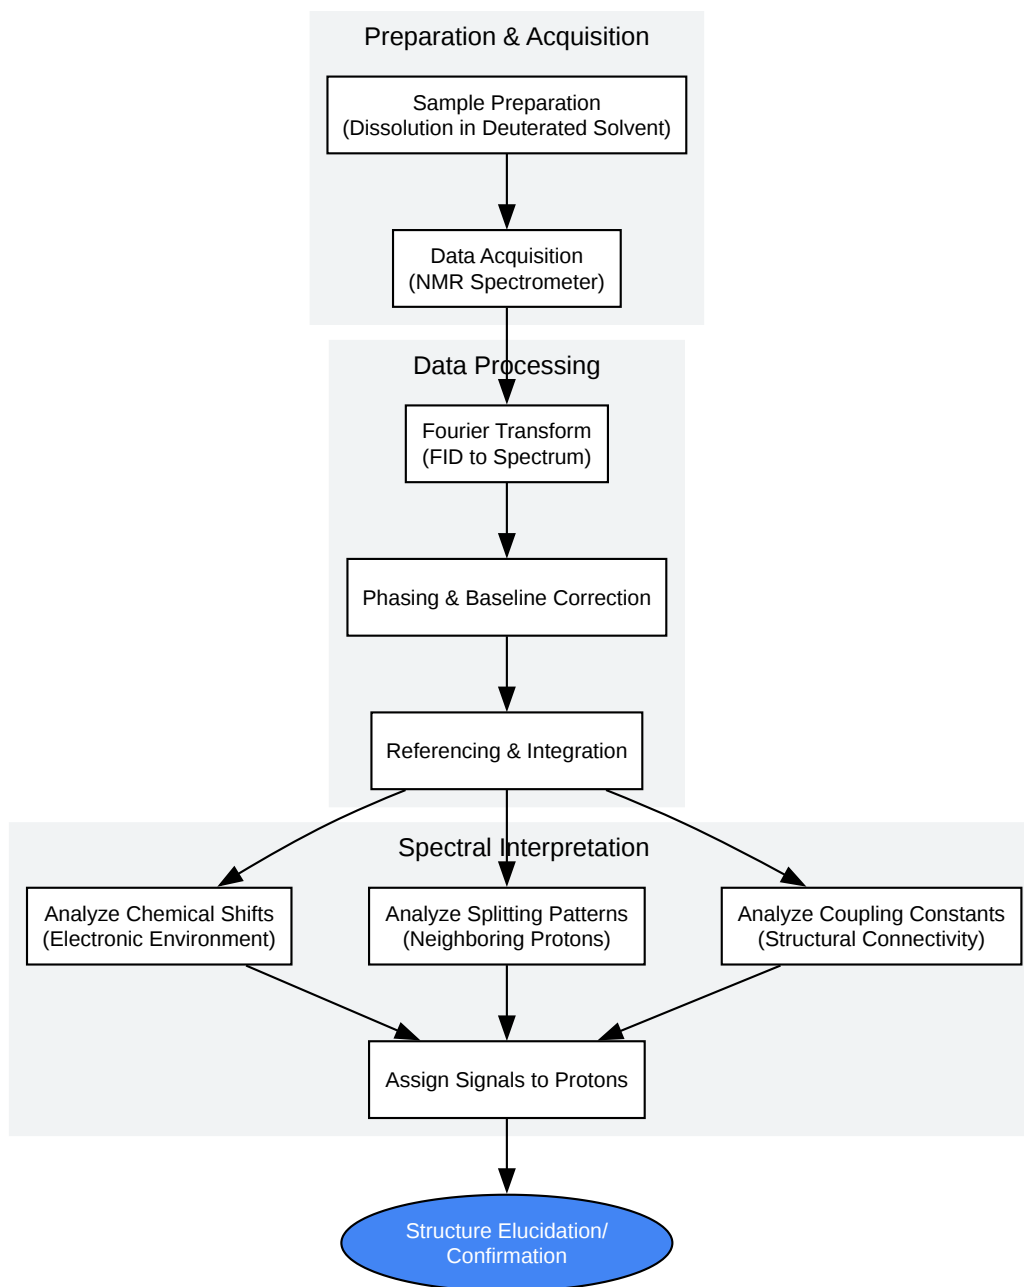 Preparation & Acquisition
Sample Preparation
(Dissolution in Deuterated Solvent)
Data Acquisition
(NMR Spectrometer)
Data Processing
Fourier Transform
(FID to Spectrum)
Phasing & Baseline Correction
Referencing & Integration
Spectral Interpretation
Analyze Chemical Shifts
(Electronic Environment)
Analyze Splitting Patterns
(Neighboring Protons)
Analyze Coupling Constants
(Structural Connectivity)
Assign Signals to Protons
Structure Elucidation/
Confirmation